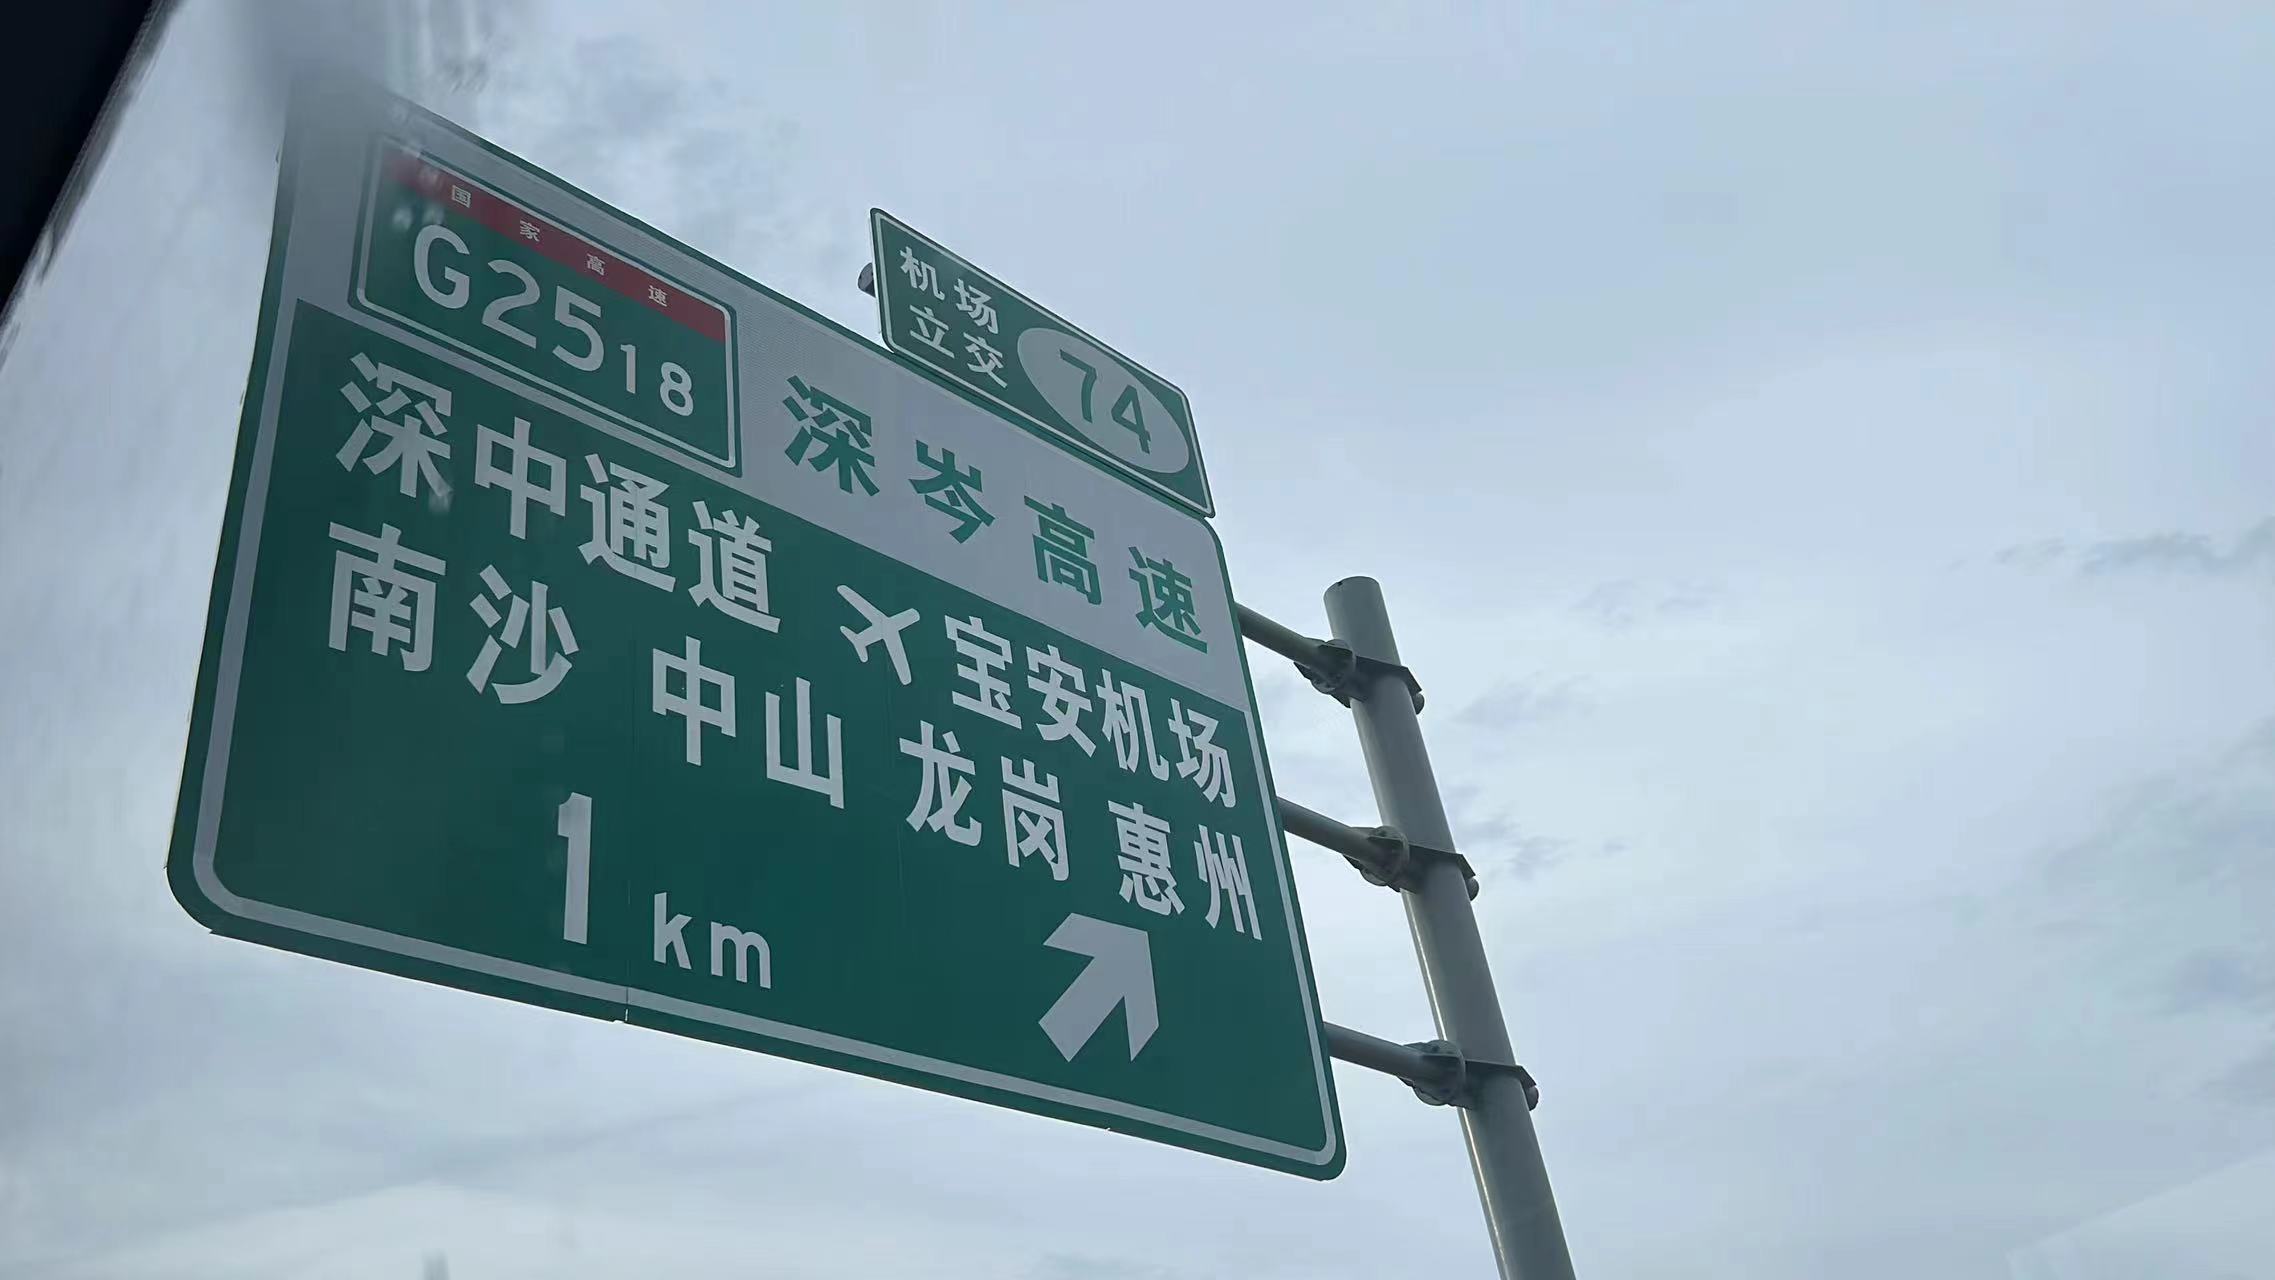 机场
立交
74
国家高速
G2518
深岑高速
深中通道 宝安机场
南沙 中山 龙岗 惠州
1 km